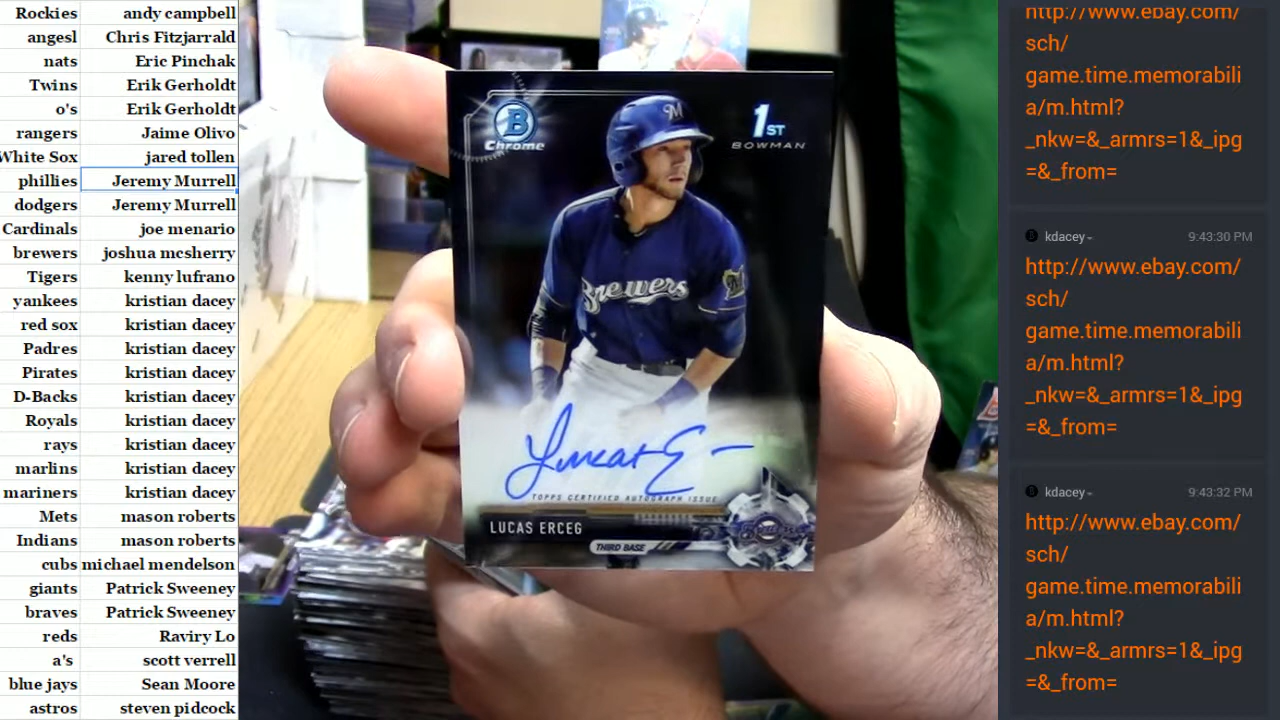 Rockies andy campbell
angesl Chris Fitzjarrald
nats Eric Pinchak
Twins Erik Gerholdt
o's Erik Gerholdt
rangers Jaime Olivo
White Sox jared tollen
phillies Jeremy Murrell
dodgers Jeremy Murrell
Cardinals joe menario
brewers joshua mcsherry
Tigers kenny lufrano
yankees kristian dacey
red sox kristian dacey
Padres kristian dacey
Pirates kristian dacey
D-Backs kristian dacey
Royals kristian dacey
rays kristian dacey
marlins kristian dacey
mariners kristian dacey
Mets mason roberts
Indians mason roberts
cubs michael mendelson
giants Patrick Sweeney
braves Patrick Sweeney
reds Raviry Lo
a's scott verrell
blue jays Sean Moore
astros steven pidcock
B
Chrome
1ST
BOWMAN
M
Brewers
Lucas E
TOPPS CERTIFIED AUTOGRAPH ISSUE
LUCAS ERCEG
THIRD BASE
http://www.ebay.com/
sch/
game.time.memorabili
a/m.html?
_nkw=&_armrs=1&_ipg
=&_from=
kdacey 9:43:30 PM
http://www.ebay.com/
sch/
game.time.memorabili
a/m.html?
_nkw=&_armrs=1&_ipg
=&_from=
kdacey 9:43:32 PM
http://www.ebay.com/
sch/
game.time.memorabili
a/m.html?
_nkw=&_armrs=1&_ipg
=&_from=